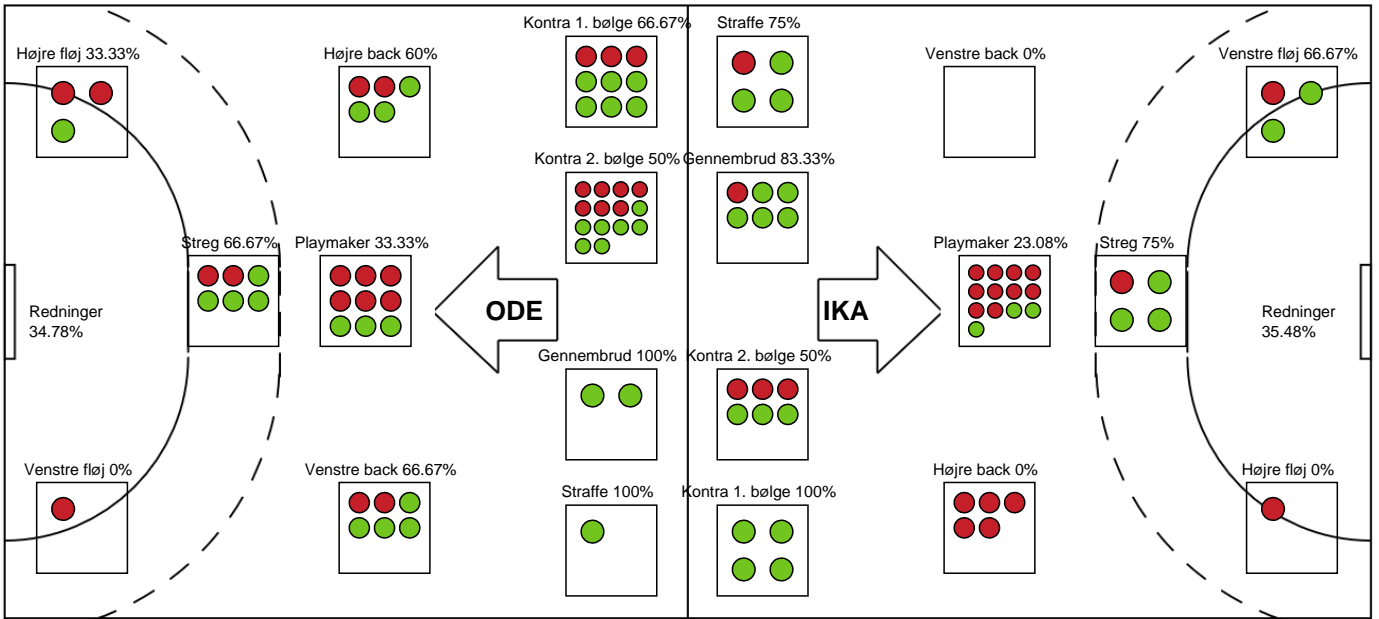 Kontra 1. bølge 66.67%
Straffe 75%
Højre fløj 33.33%
Højre back 60%
Venstre back 0%
Venstre fløj 66.67%
Kontra 2. bølge 50%
Gennembrud 83.33%
Streg 66.67%
Playmaker 33.33%
Playmaker 23.08%
Streg 75%
Redninger
34.78%
ODE
IKA
Redninger
35.48%
Gennembrud 100%
Kontra 2. bølge 50%
Venstre fløj 0%
Venstre back 66.67%
Højre back 0%
Højre fløj 0%
Straffe 100%
Kontra 1. bølge 100%